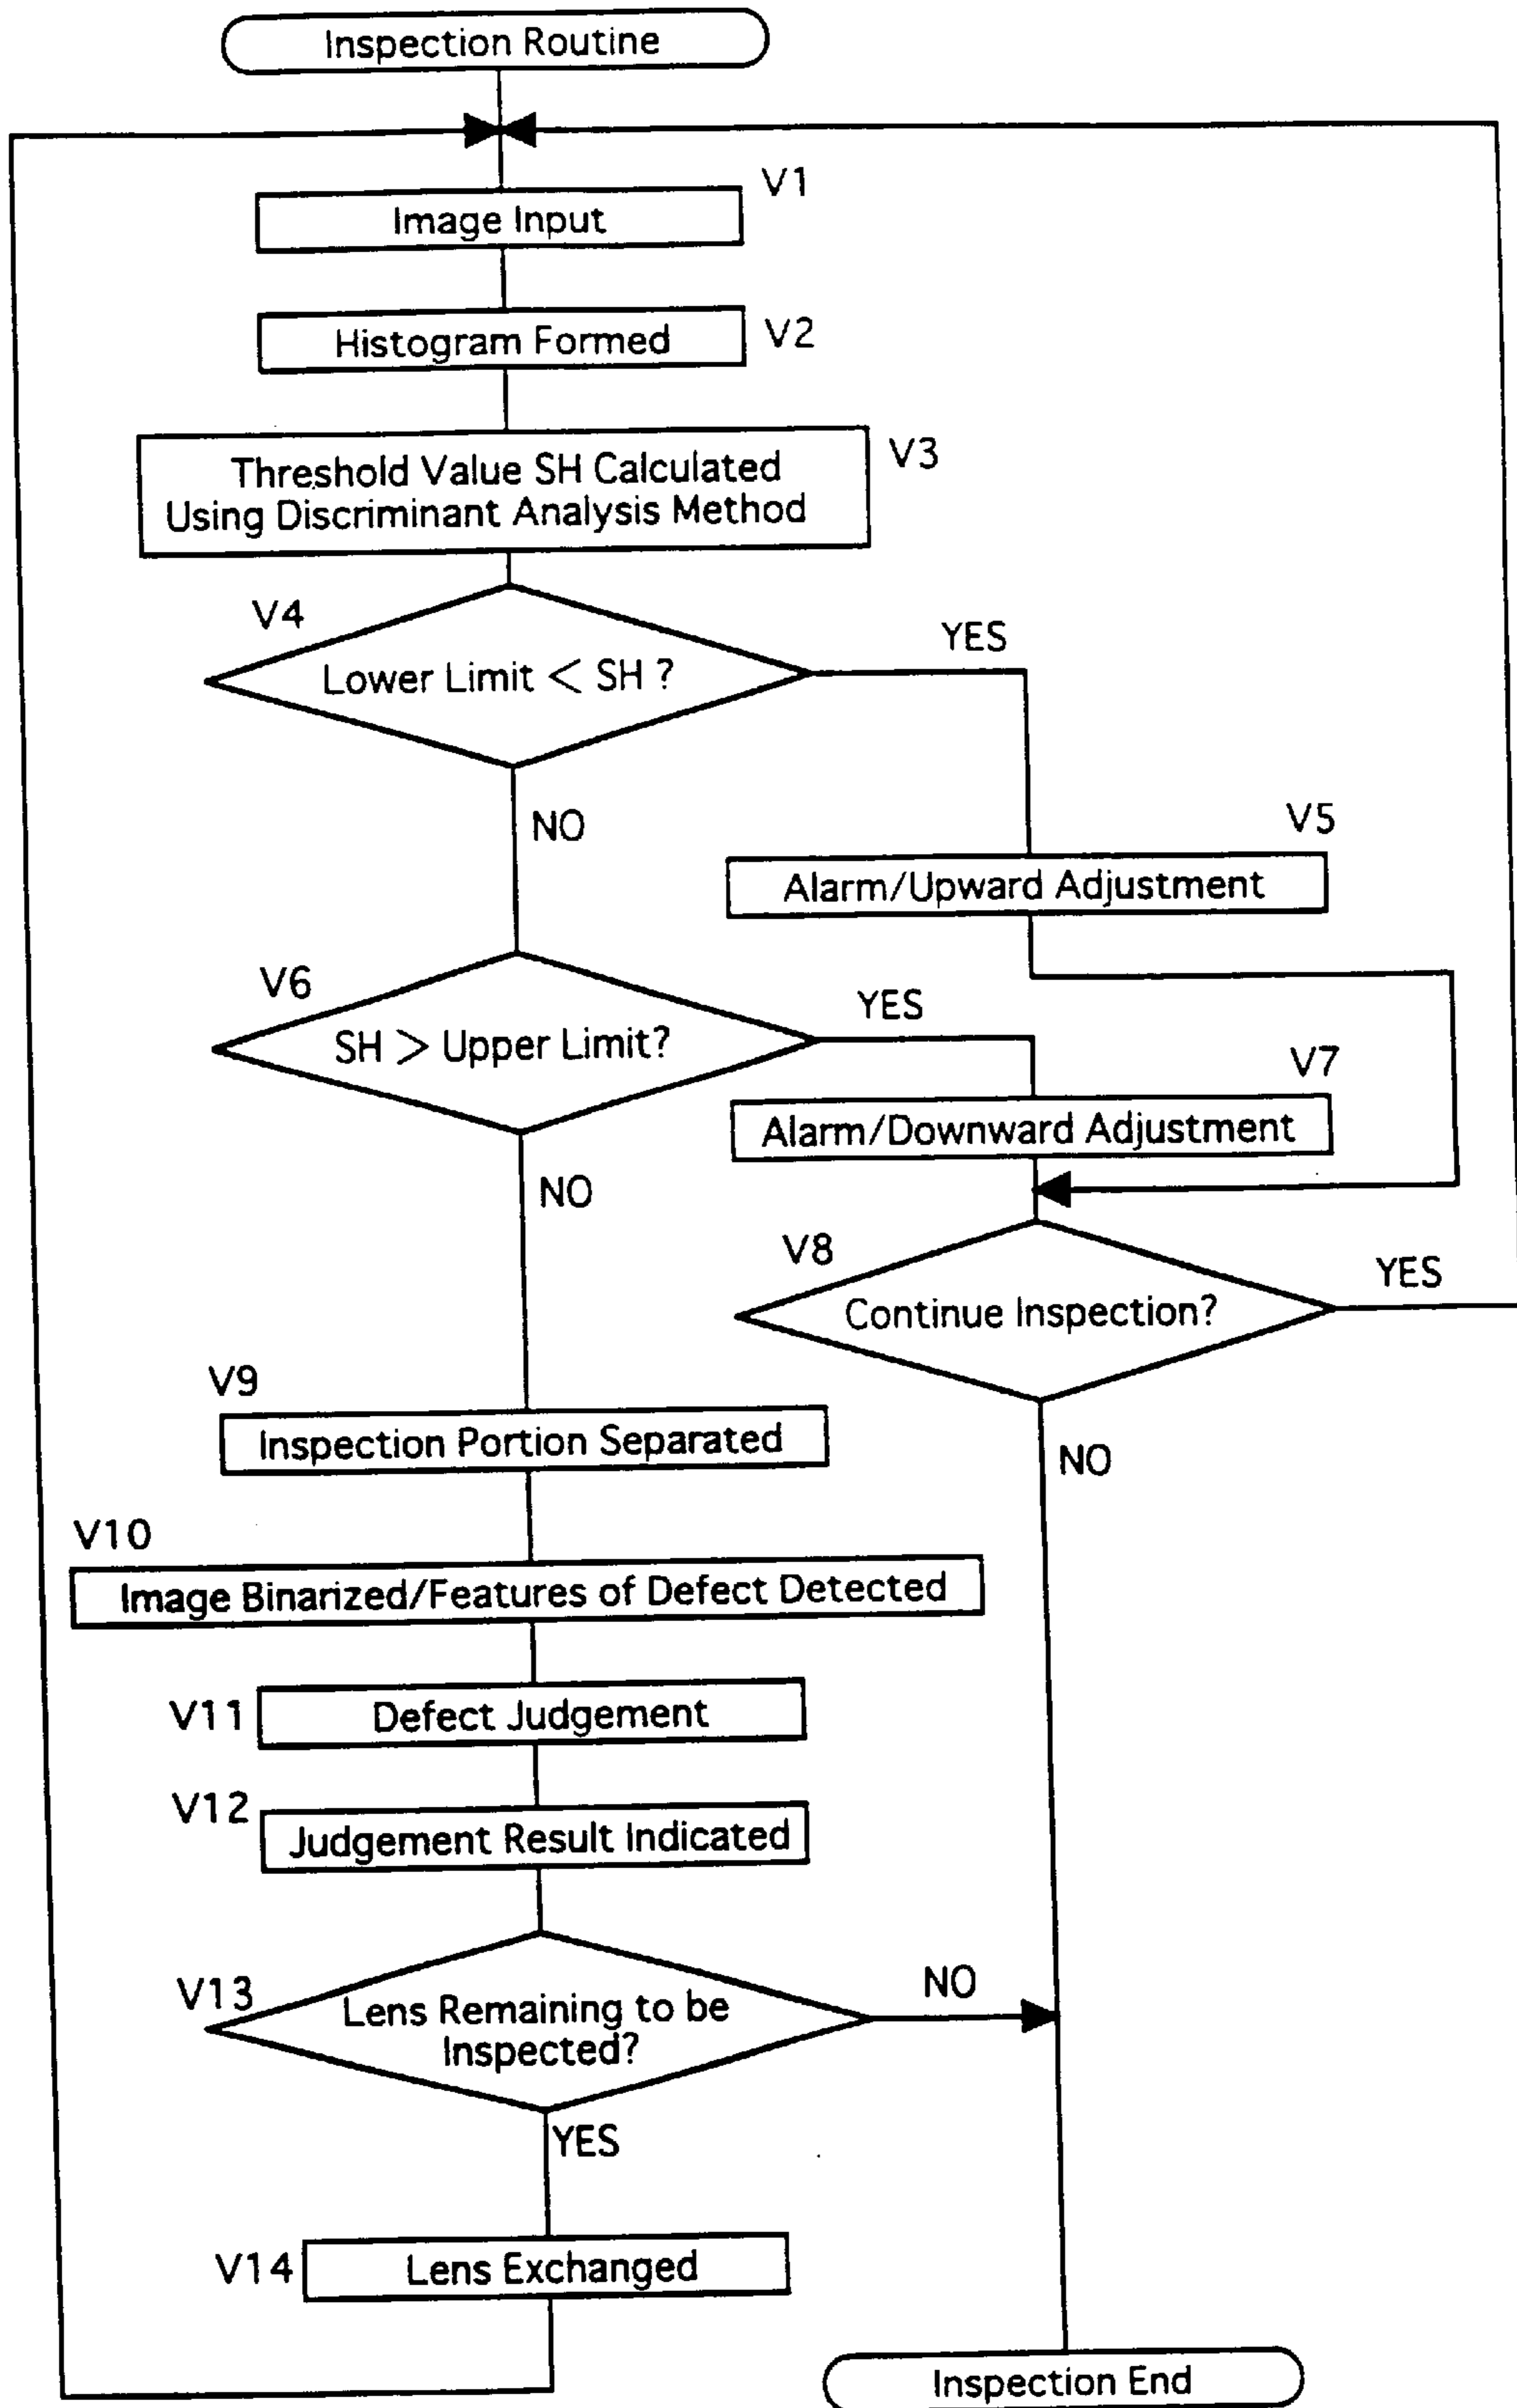 Inspection Routine
V1
Image Input
Histogram Formed
V2
Threshold Value SH Calculated
Using Discriminant Analysis Method
V3
V4
Lower Limit < SH ?
YES
NO
V5
Alarm/Upward Adjustment
V6
SH > Upper Limit?
YES
NO
V7
Alarm/Downward Adjustment
V8
Continue Inspection?
YES
NO
V9
Inspection Portion Separated
V10
Image Binarized/Features of Defect Detected
V11
Defect Judgement
V12
Judgement Result Indicated
V13
Lens Remaining to be
Inspected?
NO
YES
V14
Lens Exchanged
Inspection End